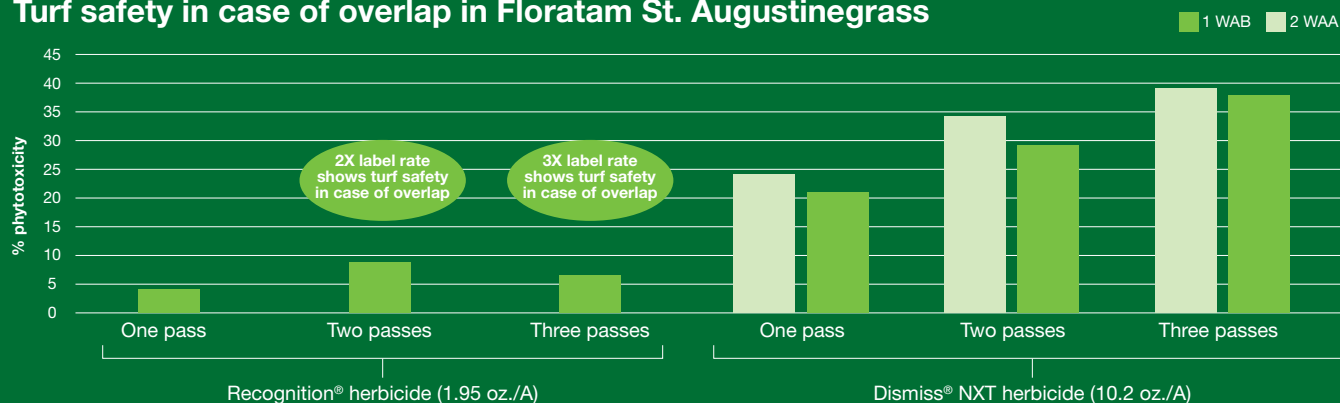 Turf safety in case of overlap in Floratam St. Augustinegrass
1 WAB 2 WAA
45
40
35
30
25
20
15
10
5
0
% phytotoxicity
2X label rate
shows turf safety
in case of overlap
3X label rate
shows turf safety
in case of overlap
One pass Two passes Three passes One pass Two passes Three passes
Recognition® herbicide (1.95 oz./A) Dismiss® NXT herbicide (10.2 oz./A)